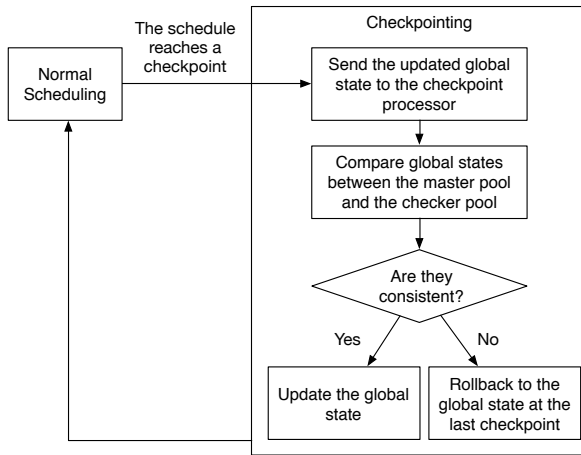 Checkpointing
The schedule
reaches a
checkpoint
Normal
Scheduling
Send the updated global
state to the checkpoint
processor
Compare global states
between the master pool
and the checker pool
Are they
consistent?
Yes
No
Update the global
state
Rollback to the
global state at the
last checkpoint